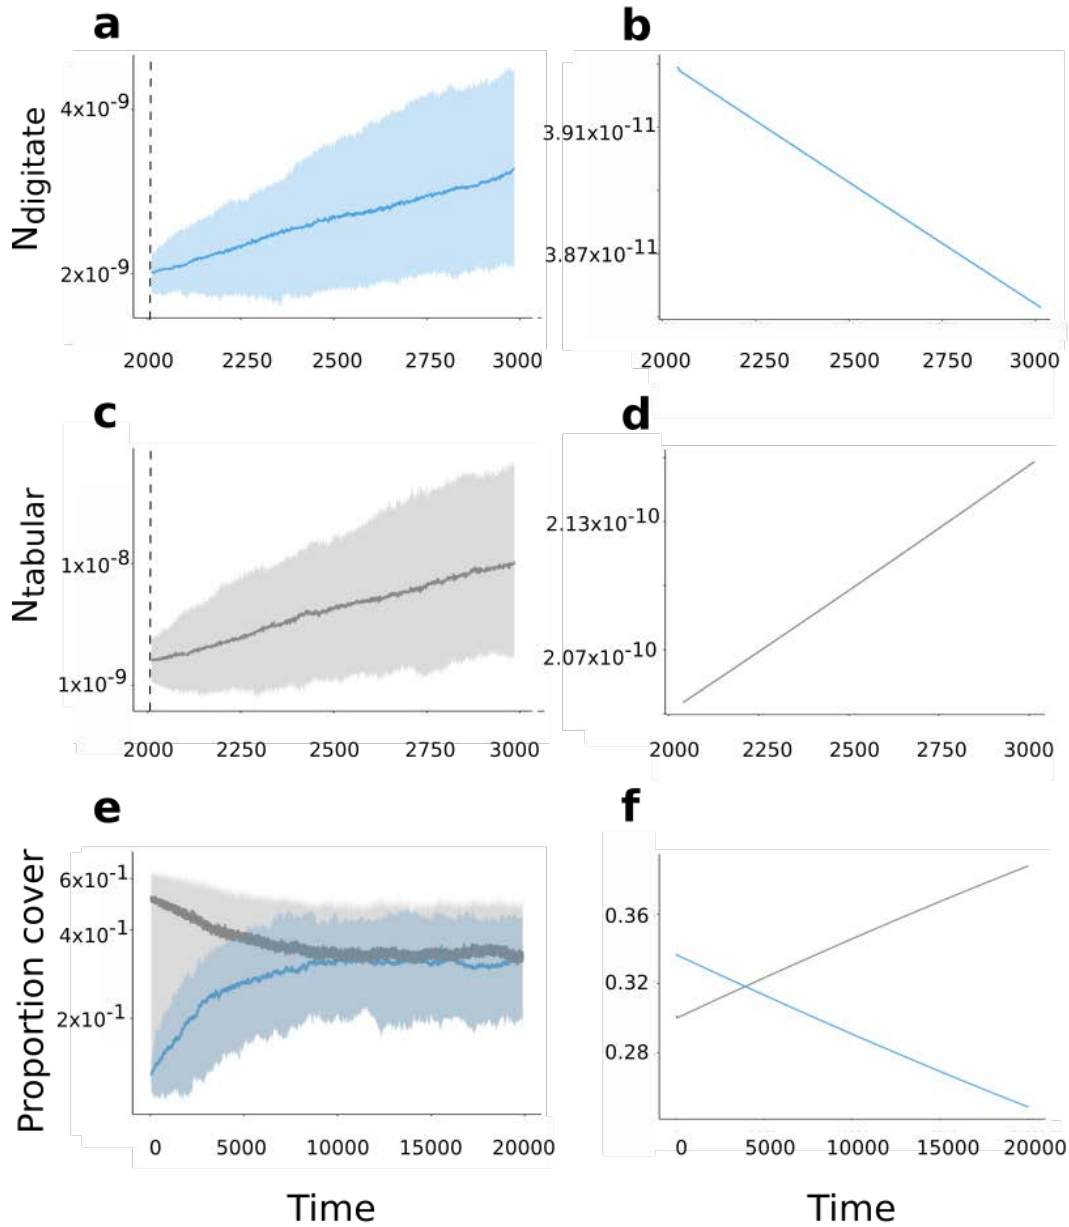 a
b
N_digitate
4x10^-9
2x10^-9
2000 2250 2500 2750 3000
3.91x10^-11
3.87x10^-11
2000 2250 2500 2750 3000
c
d
N_tabular
1x10^-8
1x10^-9
2000 2250 2500 2750 3000
2.13x10^-10
2.07x10^-10
2000 2250 2500 2750 3000
e
f
Proportion cover
6x10^-1
4x10^-1
2x10^-1
0 5000 10000 15000 20000
0.36
0.32
0.28
0 5000 10000 15000 20000
Time
Time